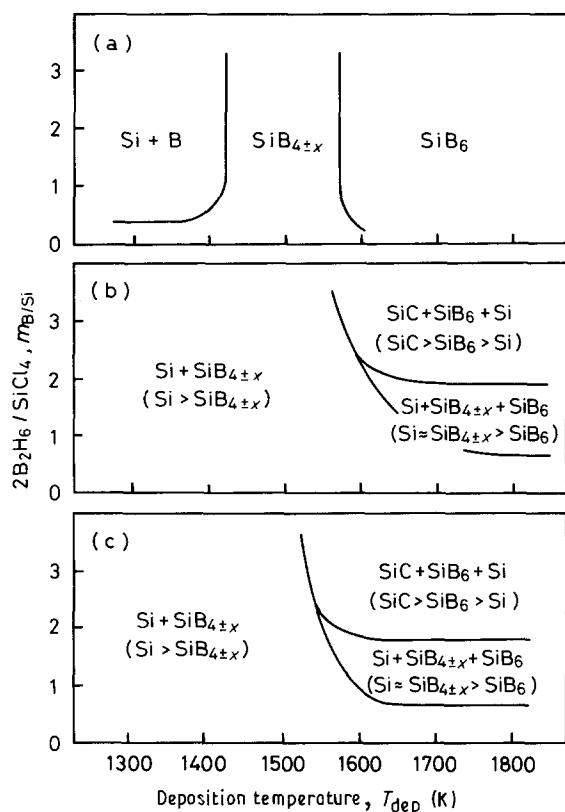 (a)
3
2
1
0
Si + B
SiB₄±ₓ
SiB₆
(b)
3
2
1
0
SiC+SiB₆+Si
(SiC>SiB₆>Si)
Si+SiB₄±ₓ
(Si>SiB₄±ₓ)
Si+SiB₄±ₓ+SiB₆
(Si≈SiB₄±ₓ>SiB₆)
(c)
3
2
1
0
SiC+SiB₆+Si
(SiC>SiB₆>Si)
Si+SiB₄±ₓ
(Si>SiB₄±ₓ)
Si+SiB₄±ₓ+SiB₆
(Si≈SiB₄±ₓ>SiB₆)
2B₂H₆/SiCl₄, m_B/Si
1300 1400 1500 1600 1700 1800
Deposition temperature, T_dep (K)